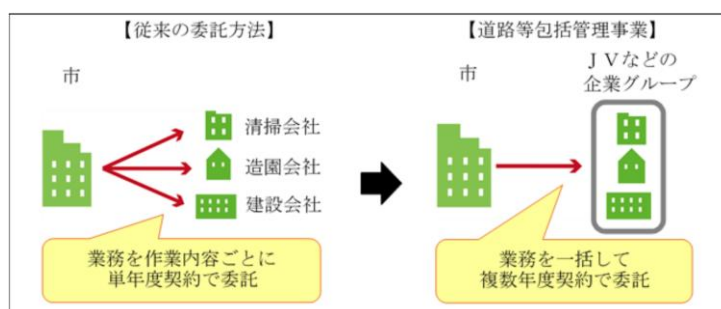 【従来の委託方法】
市
清掃会社
造園会社
建設会社
業務を作業内容ごとに
単年度契約で委託
【道路等包括管理事業】
市
ＪＶなどの
企業グループ
業務を一括して
複数年度契約で委託